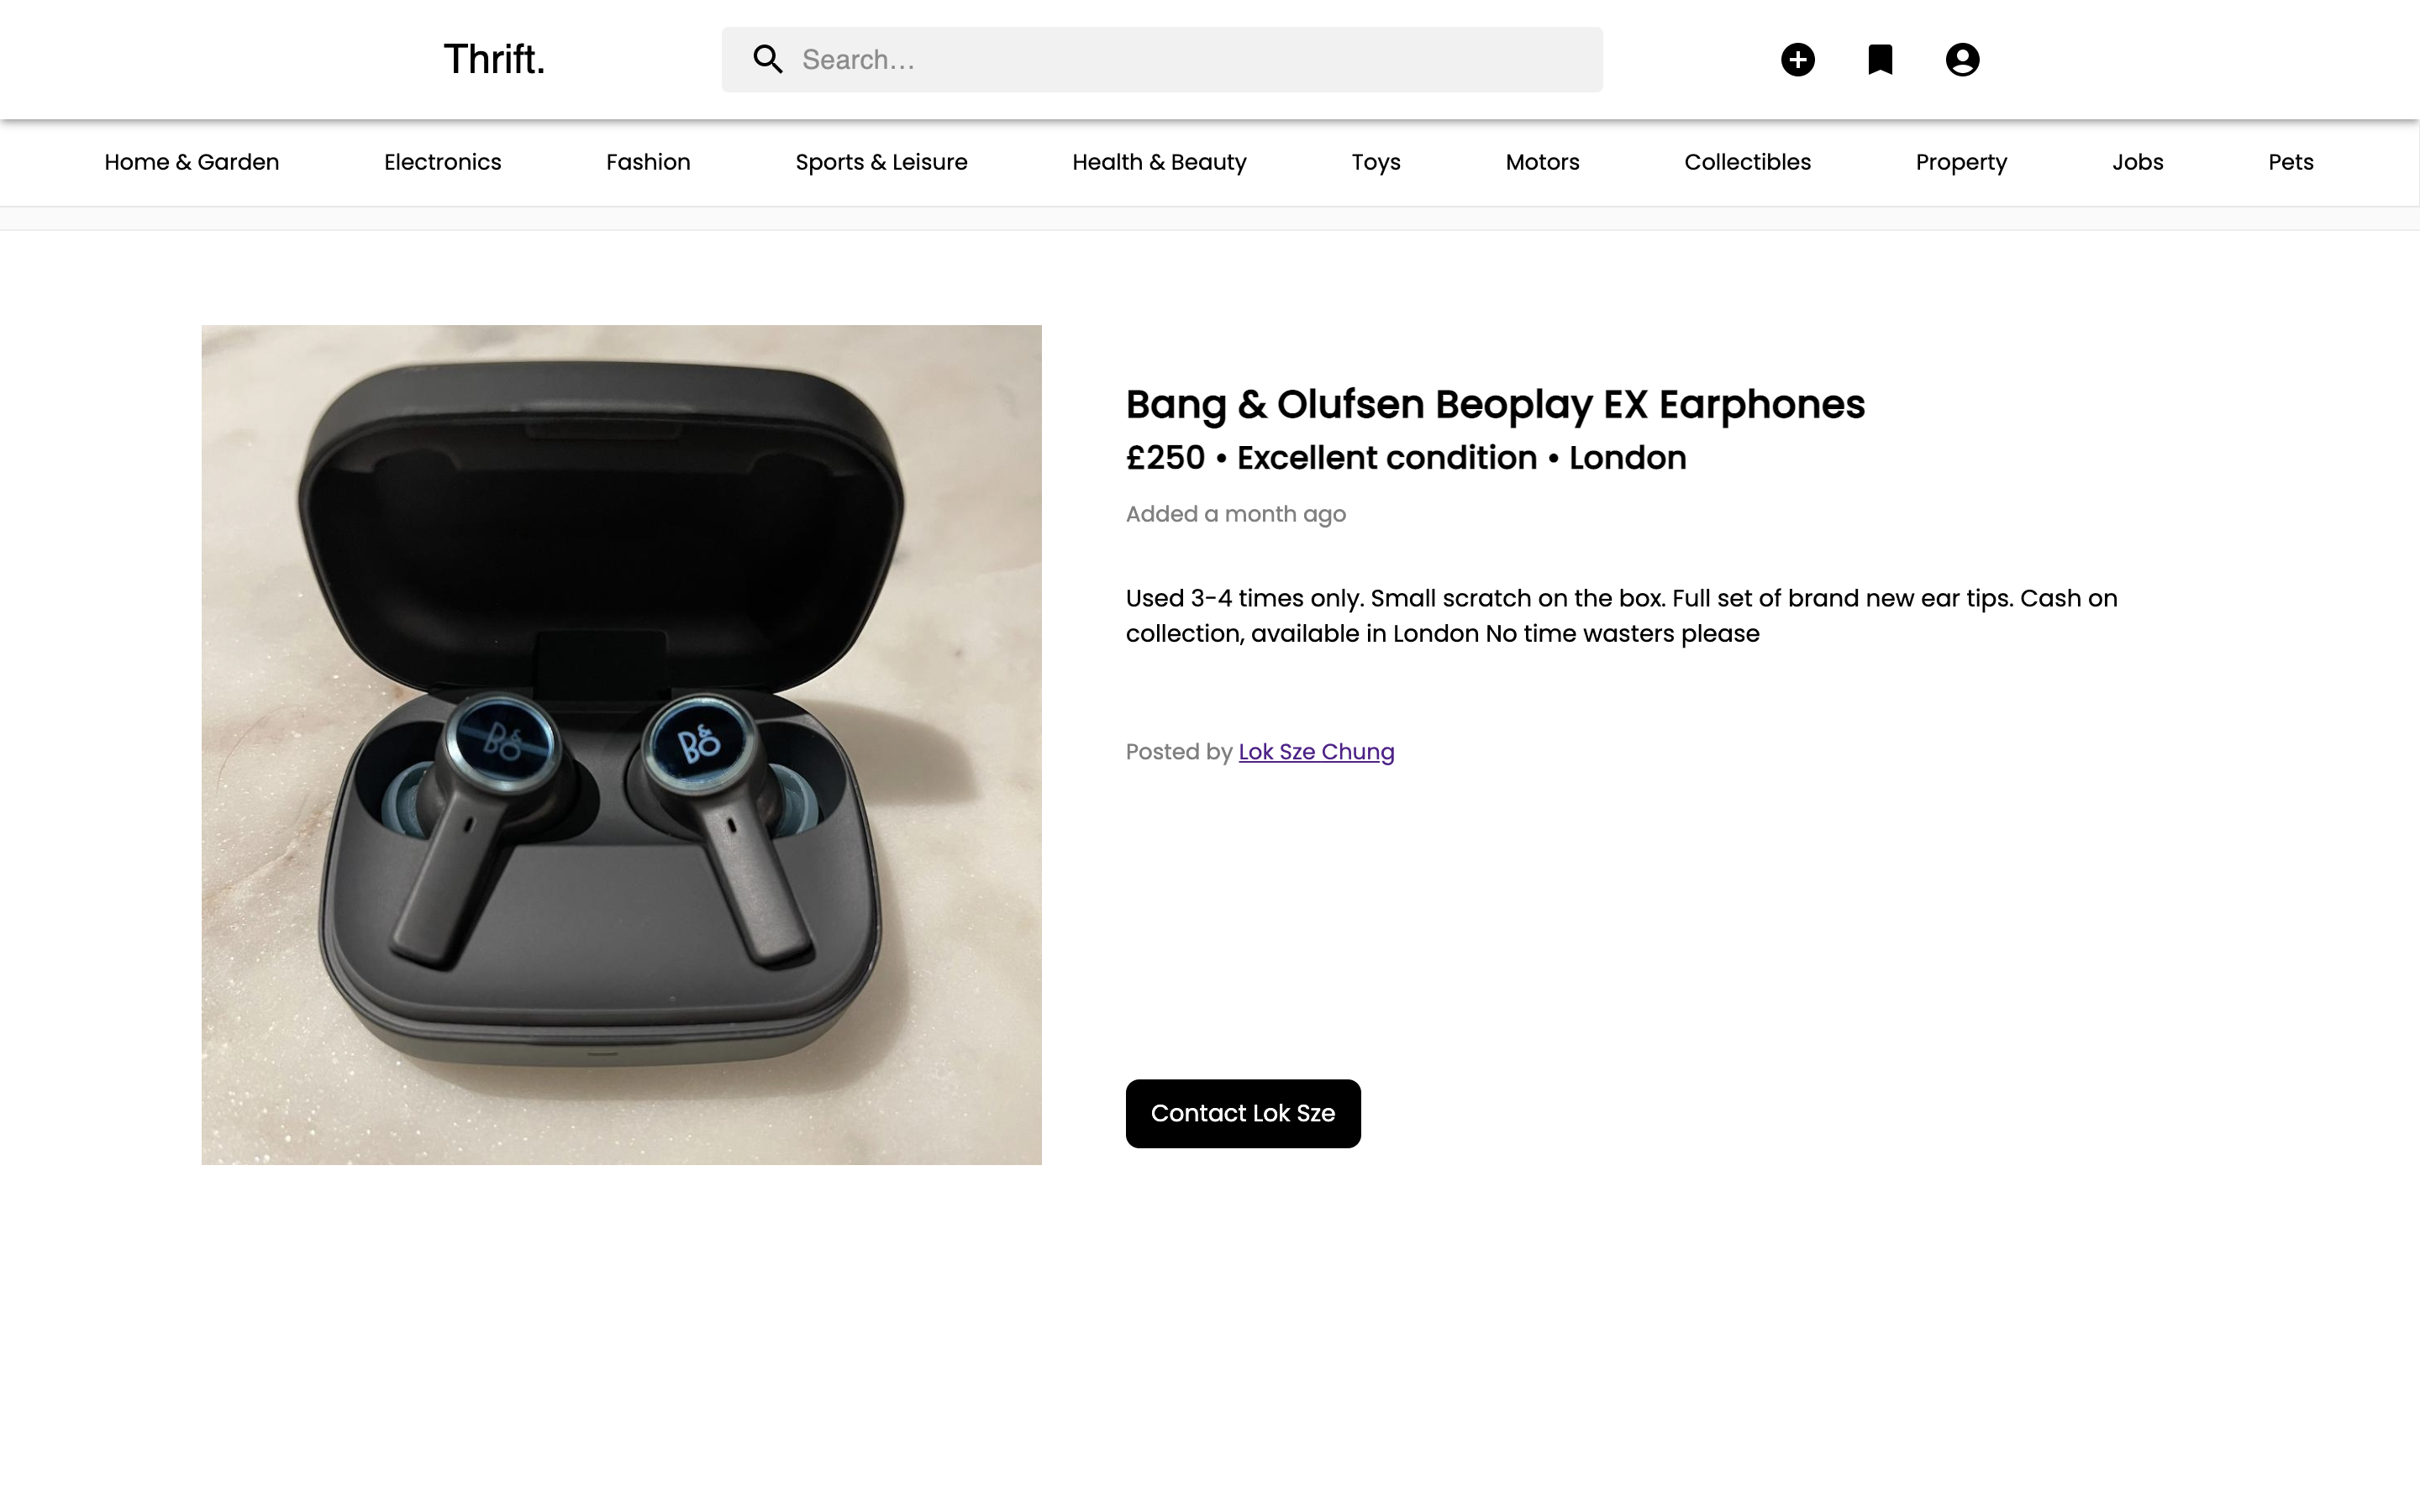 Thrift.
Search...
Home & Garden
Electronics
Fashion
Sports & Leisure
Health & Beauty
Toys
Motors
Collectibles
Property
Jobs
Pets
Bang & Olufsen Beoplay EX Earphones
£250 • Excellent condition • London
Added a month ago
Used 3-4 times only. Small scratch on the box. Full set of brand new ear tips. Cash on
collection, available in London No time wasters please
B&O
B&O
Posted by Lok Sze Chung
Contact Lok Sze